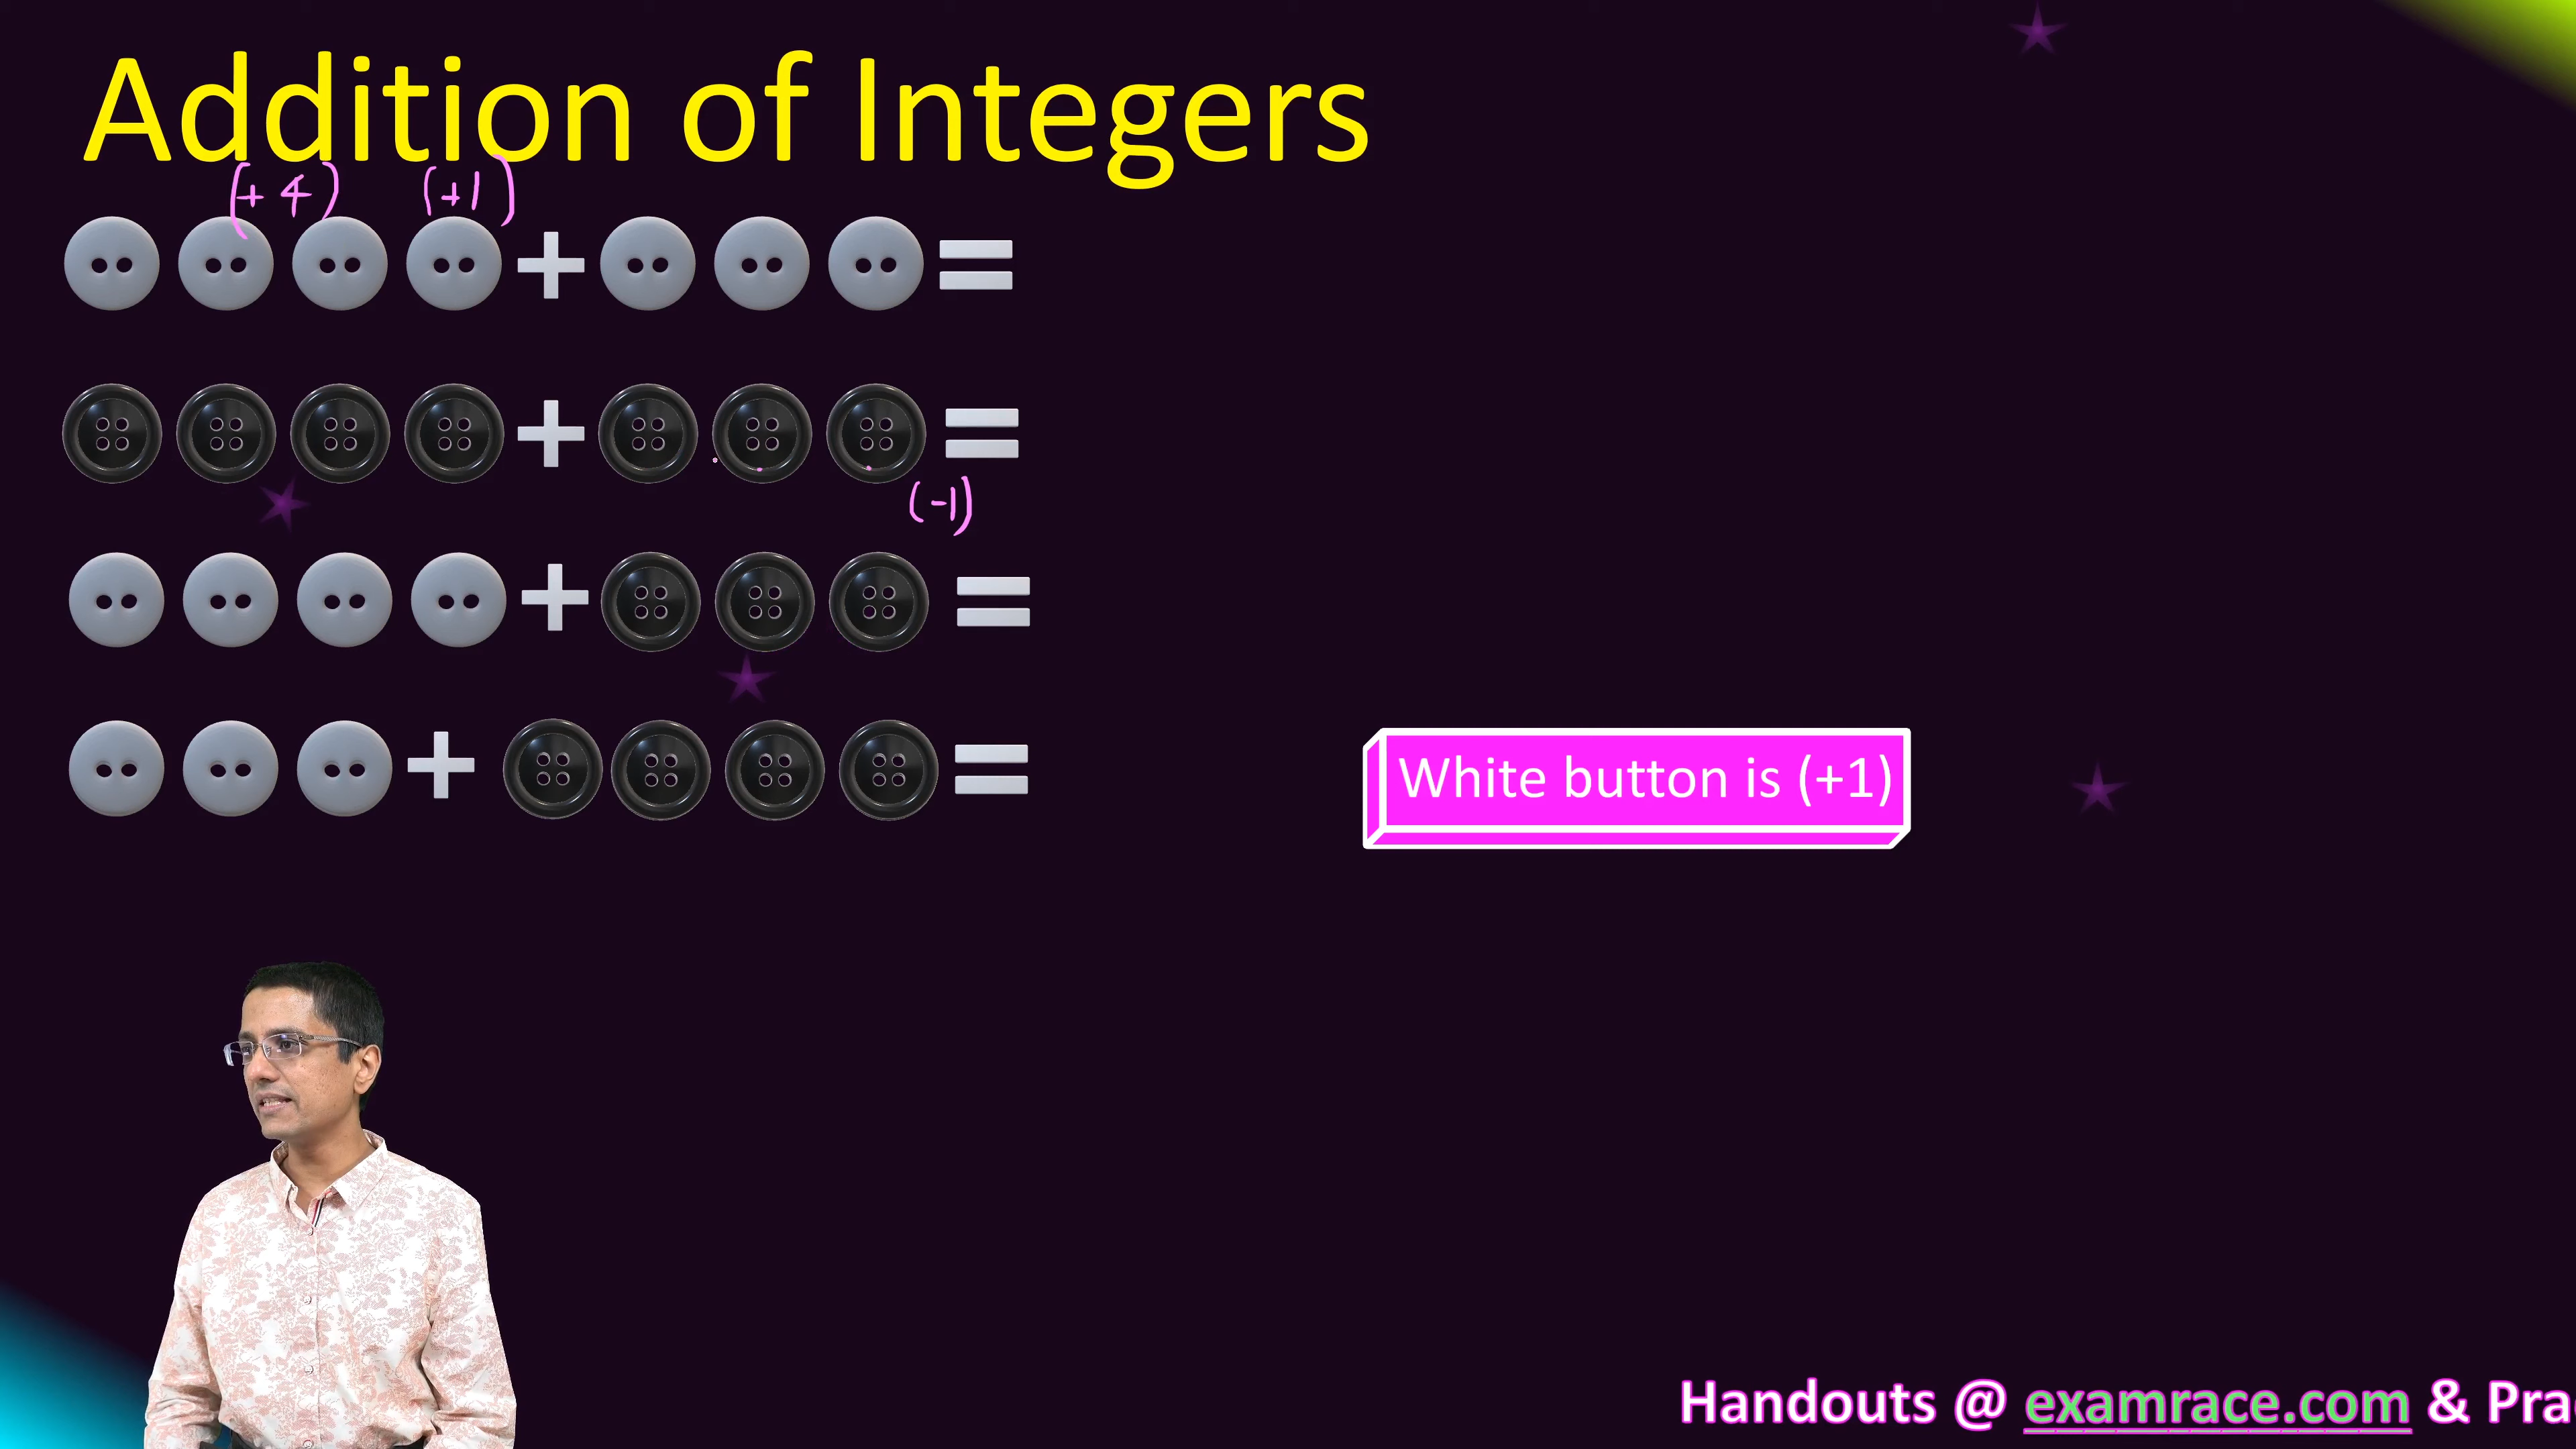 Addition of Integers
(+4) (+1)
+ =
+ =
(-1)
+ =
+ =
White button is (+1)
Handouts @ examrace.com & Pra